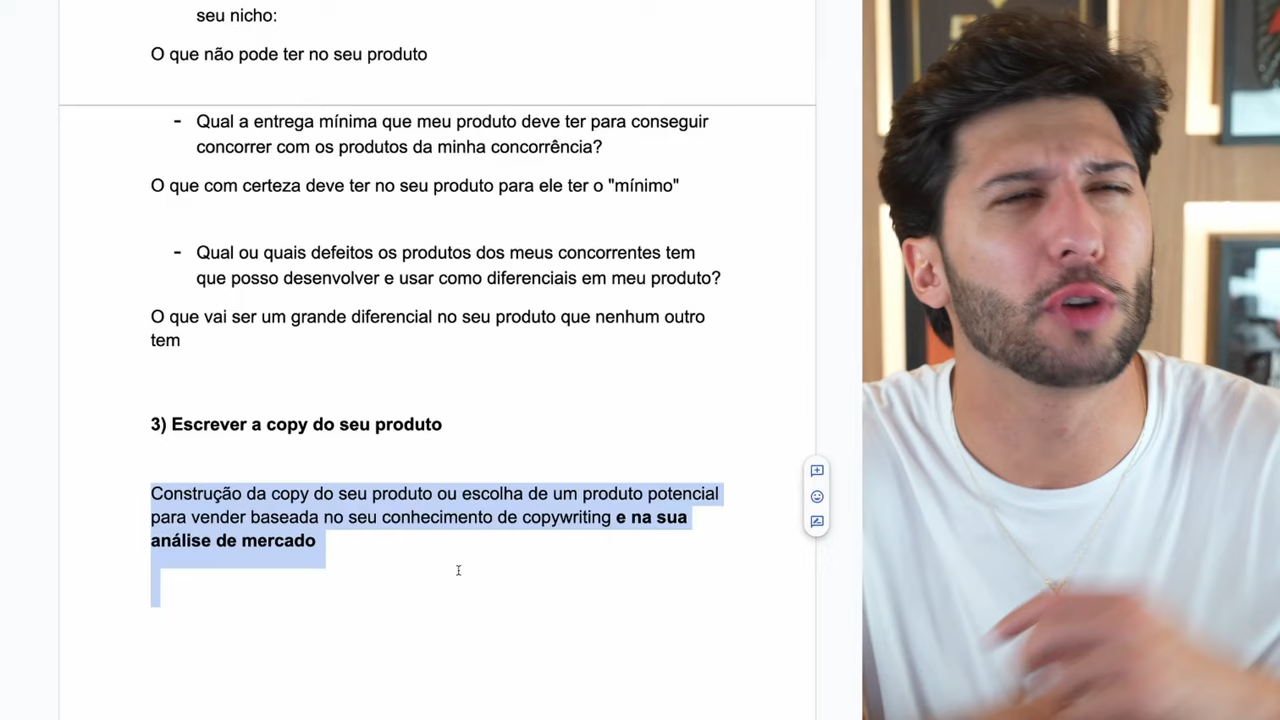 seu nicho:
O que não pode ter no seu produto
- Qual a entrega mínima que meu produto deve ter para conseguir
concorrer com os produtos da minha concorrência?
O que com certeza deve ter no seu produto para ele ter o "mínimo"
- Qual ou quais defeitos os produtos dos meus concorrentes tem
que posso desenvolver e usar como diferenciais em meu produto?
O que vai ser um grande diferencial no seu produto que nenhum outro
tem
3) Escrever a copy do seu produto
Construção da copy do seu produto ou escolha de um produto potencial
para vender baseada no seu conhecimento de copywriting e na sua
análise de mercado